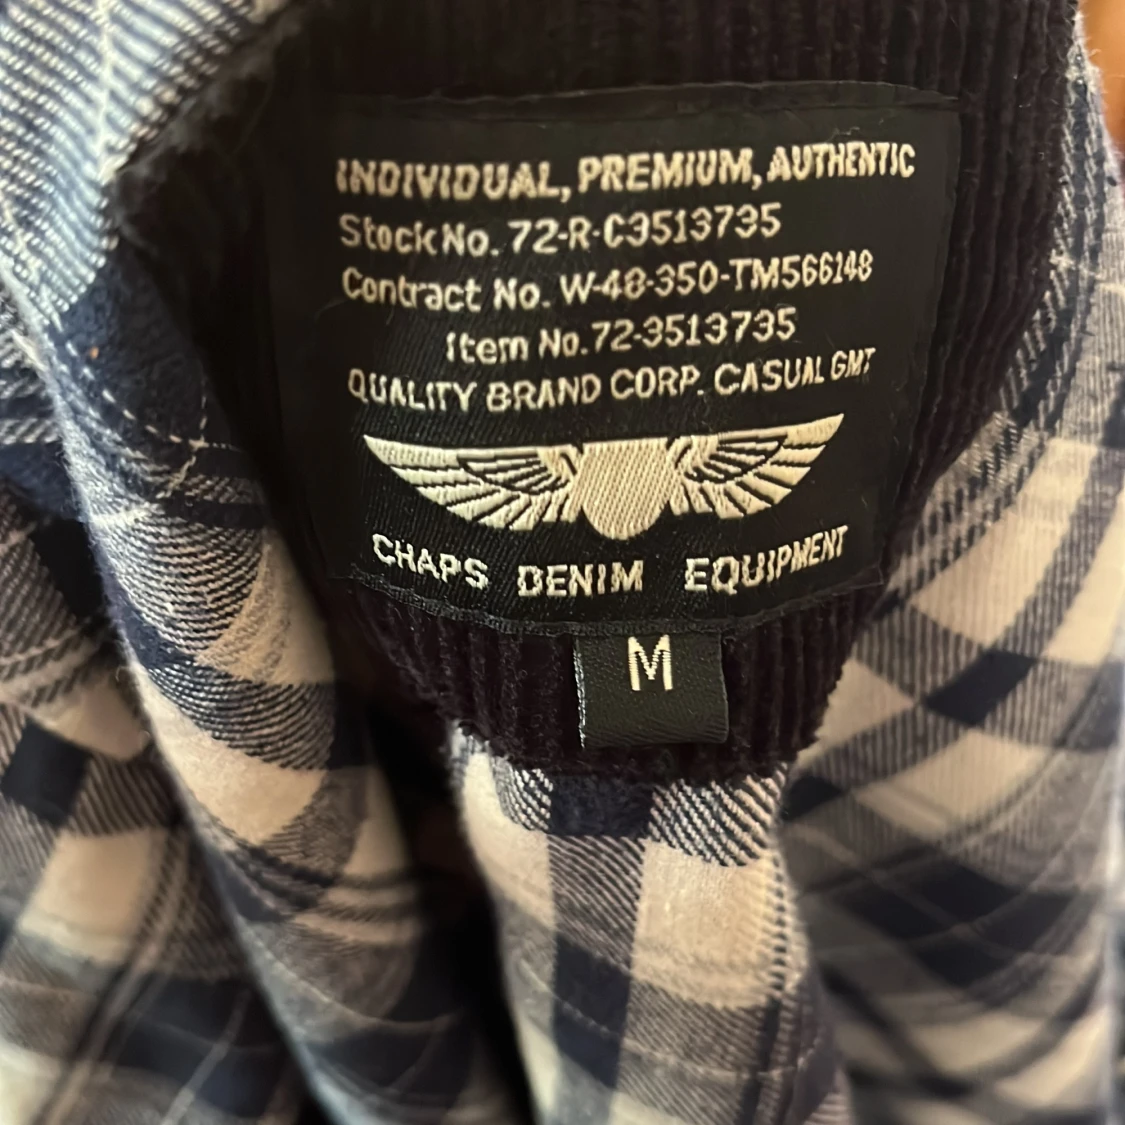 INDIVIDUAL, PREMIUM, AUTHENTIC
Stock No. 72-R-C3513735
Contract No. W-48-350-TM566148
Item No. 72-3513735
QUALITY BRAND CORP. CASUAL GMT
CHAPS DENIM EQUIPMENT
M